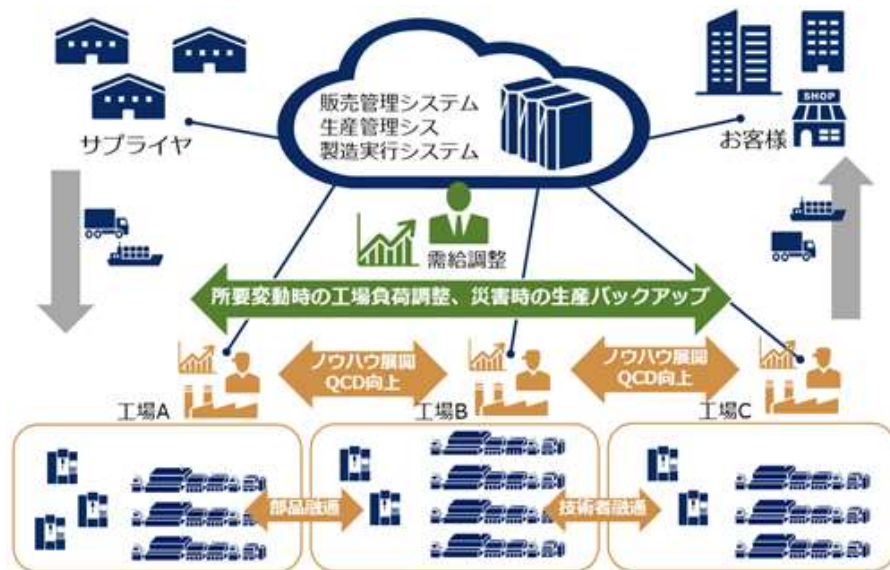 販売管理システム
生産管理シス
製造実行システム
サプライヤ
お客様
SHOP
需給調整
所要変動時の工場負荷調整、災害時の生産バックアップ
ノウハウ展開
QCD向上
ノウハウ展開
QCD向上
工場A
工場B
工場C
部品融通
技術者融通